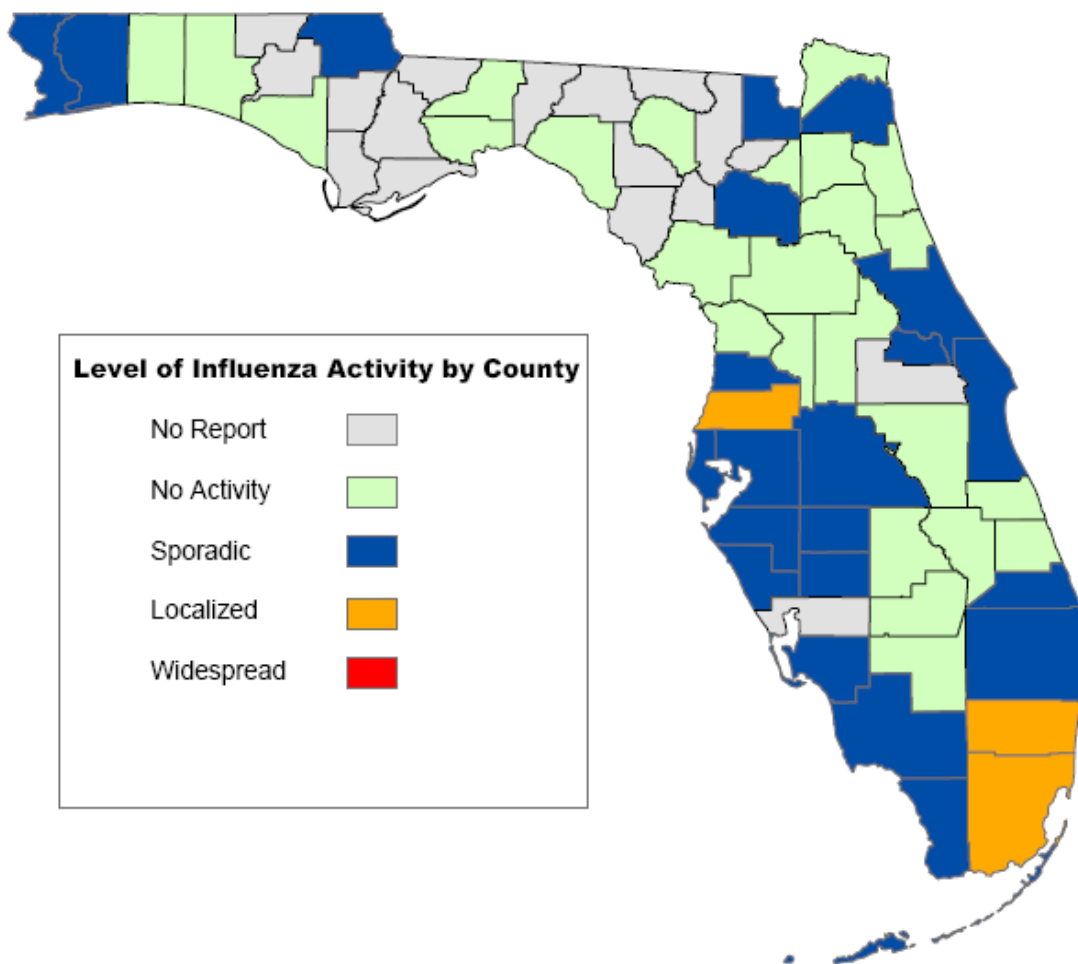 Level of Influenza Activity by County
No Report
No Activity
Sporadic
Localized
Widespread